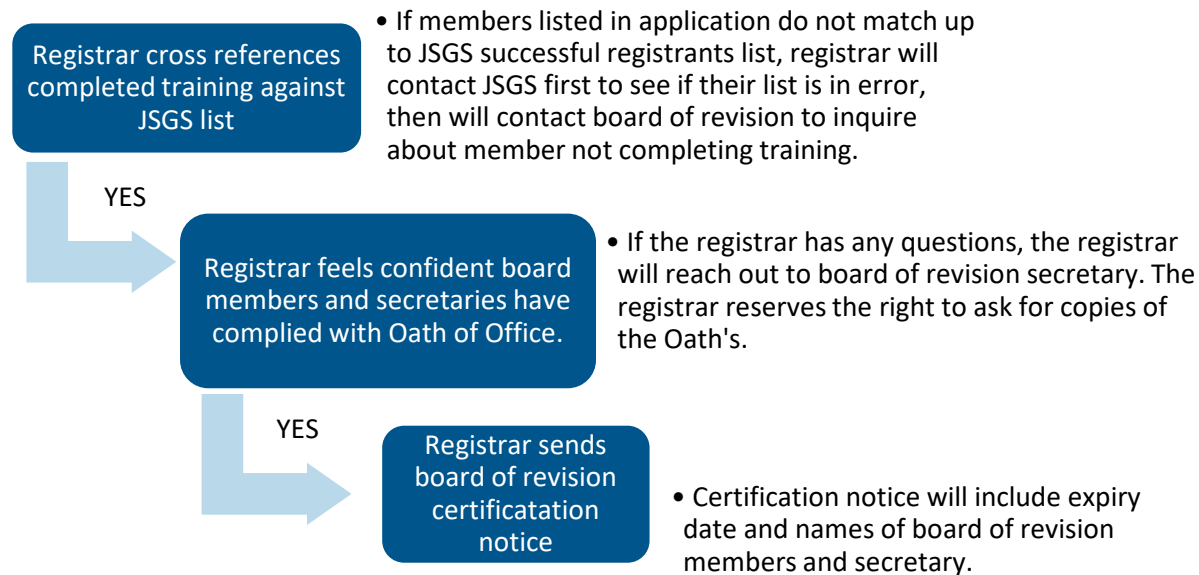 Registrar cross references
completed training against
JSGS list
• If members listed in application do not match up
to JSGS successful registrants list, registrar will
contact JSGS first to see if their list is in error,
then will contact board of revision to inquire
about member not completing training.
YES
Registrar feels confident board
members and secretaries have
complied with Oath of Office.
• If the registrar has any questions, the registrar
will reach out to board of revision secretary. The
registrar reserves the right to ask for copies of
the Oath's.
YES
Registrar sends
board of revision
certificatation
notice
• Certification notice will include expiry
date and names of board of revision
members and secretary.